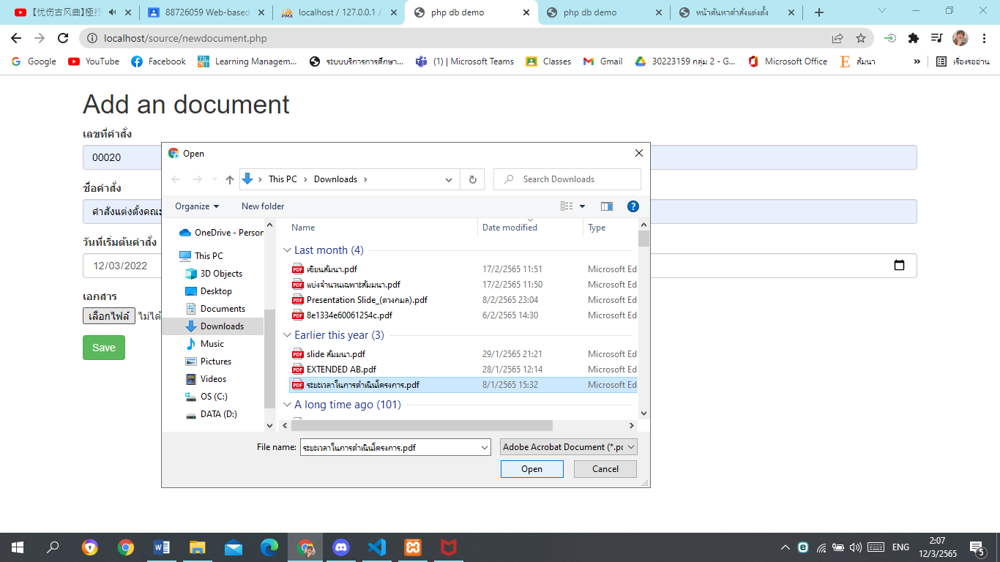 【忧伤古风曲】
88726059 Web-based
localhost / 127.0.0.1 /
php db demo
php db demo
หน้าค้นหาคำสั่งแต่งตั้ง
localhost/source/newdocument.php
Google
YouTube
Facebook
Learning Managem...
ระบบบริการการศึกษา...
(1) | Microsoft Teams
Classes
Gmail
30223159 กลุ่ม 2 - G...
Microsoft Office
สัมนา
»
เรื่องรออ่าน
Add an document
เลขที่คำสั่ง
00020
ชื่อคำสั่ง
คำสั่งแต่งตั้งคณะ
วันที่เริ่มต้นคำสั่ง
12/03/2022
เอกสาร
เลือกไฟล์ ไม่ได้
Save
Open
This PC > Downloads >
Search Downloads
Organize
New folder
OneDrive - Person
This PC
3D Objects
Desktop
Documents
Downloads
Music
Pictures
Videos
OS (C:)
DATA (D:)
Name Date modified Type
Last month (4)
เขียนสัมนา.pdf 17/2/2565 11:51 Microsoft Ed
แบ่งจำนวนเฉพาะสัมมนา.pdf 17/2/2565 11:50 Microsoft Ed
Presentation Slide_(ดวงกมล).pdf 8/2/2565 23:04 Microsoft Ed
8e1334e60061254c.pdf 6/2/2565 14:30 Microsoft Ed
Earlier this year (3)
slide สัมมนา.pdf 29/1/2565 21:21 Microsoft Ed
EXTENDED AB.pdf 28/1/2565 12:14 Microsoft Ed
ระยะเวลาในการดำเนินโครงการ.pdf 8/1/2565 15:32 Microsoft Ed
A long time ago (101)
File name: ระยะเวลาในการดำเนินโครงการ.pdf
Adobe Acrobat Document (*.pc
Open
Cancel
ENG
2:07
12/3/2565
5